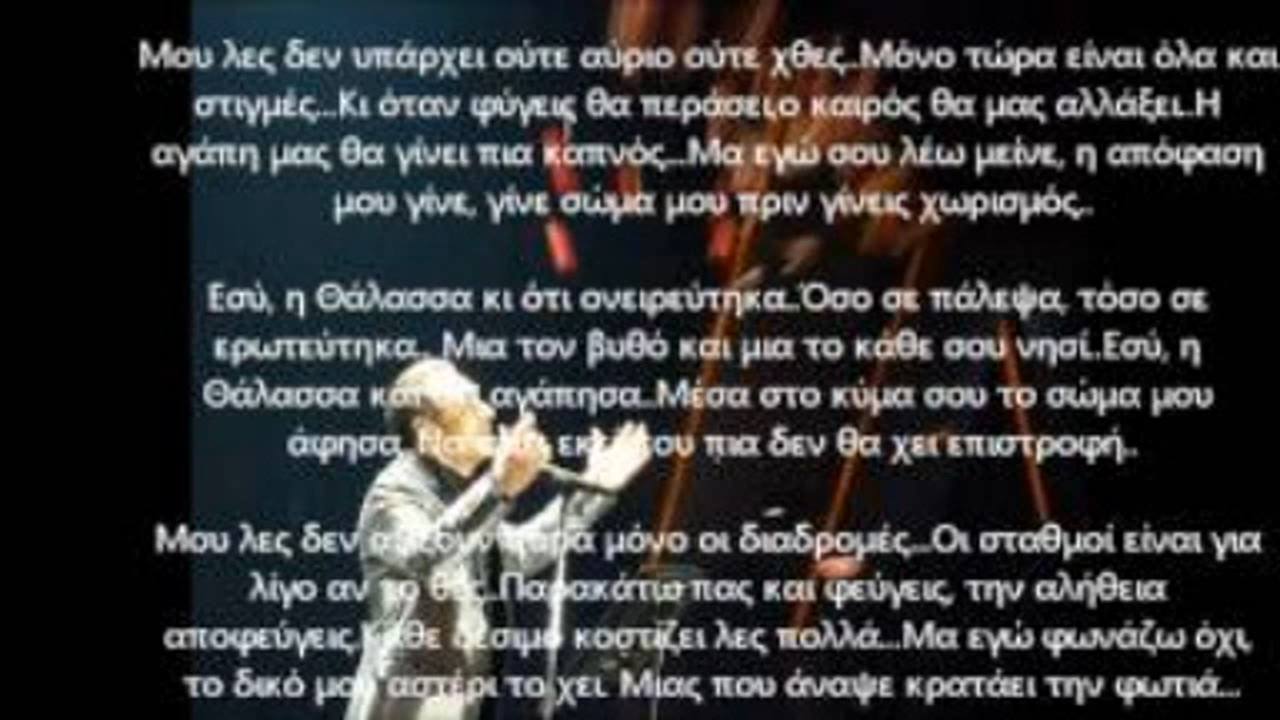 Μου λες δεν υπάρχει ούτε αύριο ούτε χθες..Μόνο τώρα είναι όλα και
στιγμές...Κι όταν φύγεις θα περάσει,ο καιρός θα μας αλλάξει..Η
αγάπη μας θα γίνει πια καπνός...Μα εγώ σου λέω μείνε, η απόφαση
μου γίνε, γίνε σώμα μου πριν γίνεις χωρισμός..
Εσύ, η Θάλασσα κι ότι ονειρεύτηκα..Όσο σε πάλεψα, τόσο σε
ερωτεύτηκα.. Μια τον βυθό και μια το κάθε σου νησί..Εσύ, η
Θάλασσα αγάπησα..Μέσα στο κύμα σου το σώμα μου
άφησα πια δεν θα χει επιστροφή..
Μου λες δεν μόνο οι διαδρομές...Οι σταθμοί είναι για
λίγο αν το θες..Παρακάτω πας και φεύγεις, την αλήθεια
αποφεύγεις, κάθε δέσιμο κοστίζει λες πολλά...Μα εγώ φωνάζω όχι,
το δικό μου αστέρι το χει. Μιας που άναψε κρατάει την φωτιά...